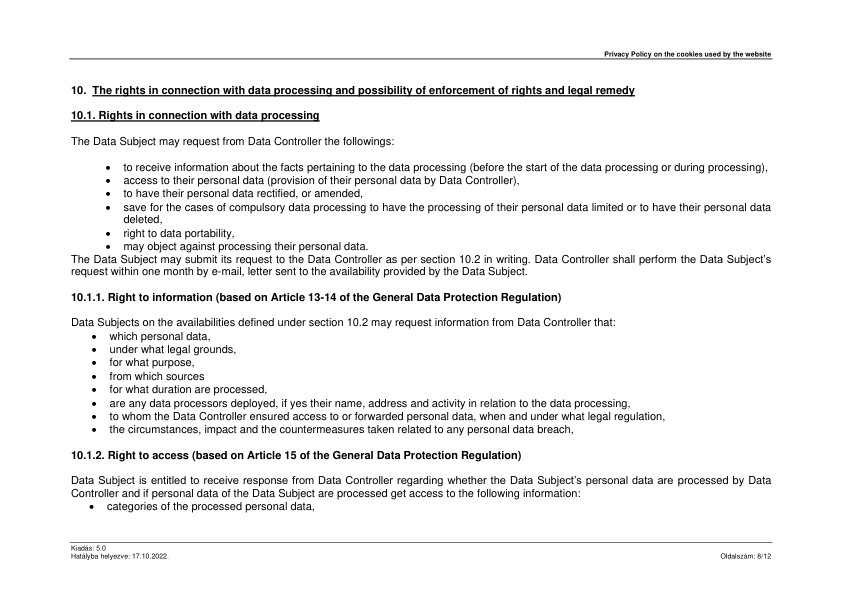 Privacy Policy on the cookies used by the website
10. The rights in connection with data processing and possibility of enforcement of rights and legal remedy
10.1. Rights in connection with data processing
The Data Subject may request from Data Controller the followings:
• to receive information about the facts pertaining to the data processing (before the start of the data processing or during processing),
• access to their personal data (provision of their personal data by Data Controller),
• to have their personal data rectified, or amended,
• save for the cases of compulsory data processing to have the processing of their personal data limited or to have their personal data
deleted,
• right to data portability,
• may object against processing their personal data.
The Data Subject may submit its request to the Data Controller as per section 10.2 in writing. Data Controller shall perform the Data Subject's
request within one month by e-mail, letter sent to the availability provided by the Data Subject.
10.1.1. Right to information (based on Article 13-14 of the General Data Protection Regulation)
Data Subjects on the availabilities defined under section 10.2 may request information from Data Controller that:
• which personal data,
• under what legal grounds,
• for what purpose,
• from which sources
• for what duration are processed,
• are any data processors deployed, if yes their name, address and activity in relation to the data processing,
• to whom the Data Controller ensured access to or forwarded personal data, when and under what legal regulation,
• the circumstances, impact and the countermeasures taken related to any personal data breach,
10.1.2. Right to access (based on Article 15 of the General Data Protection Regulation)
Data Subject is entitled to receive response from Data Controller regarding whether the Data Subject's personal data are processed by Data
Controller and if personal data of the Data Subject are processed get access to the following information:
• categories of the processed personal data,
Kiadás: 5.0
Hatályba helyezve: 17.10.2022.
Oldalszám: 8/12